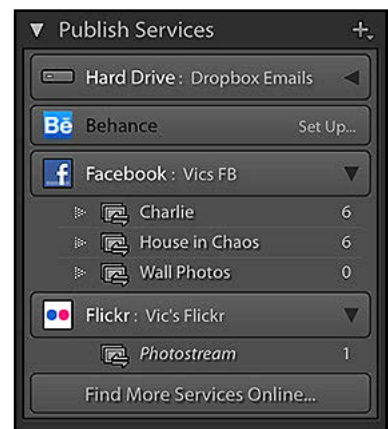 Publish Services
Hard Drive : Dropbox Emails
Bē Behance Set Up...
f Facebook : Vics FB
Charlie 6
House in Chaos 6
Wall Photos 0
Flickr : Vic's Flickr
Photostream 1
Find More Services Online...